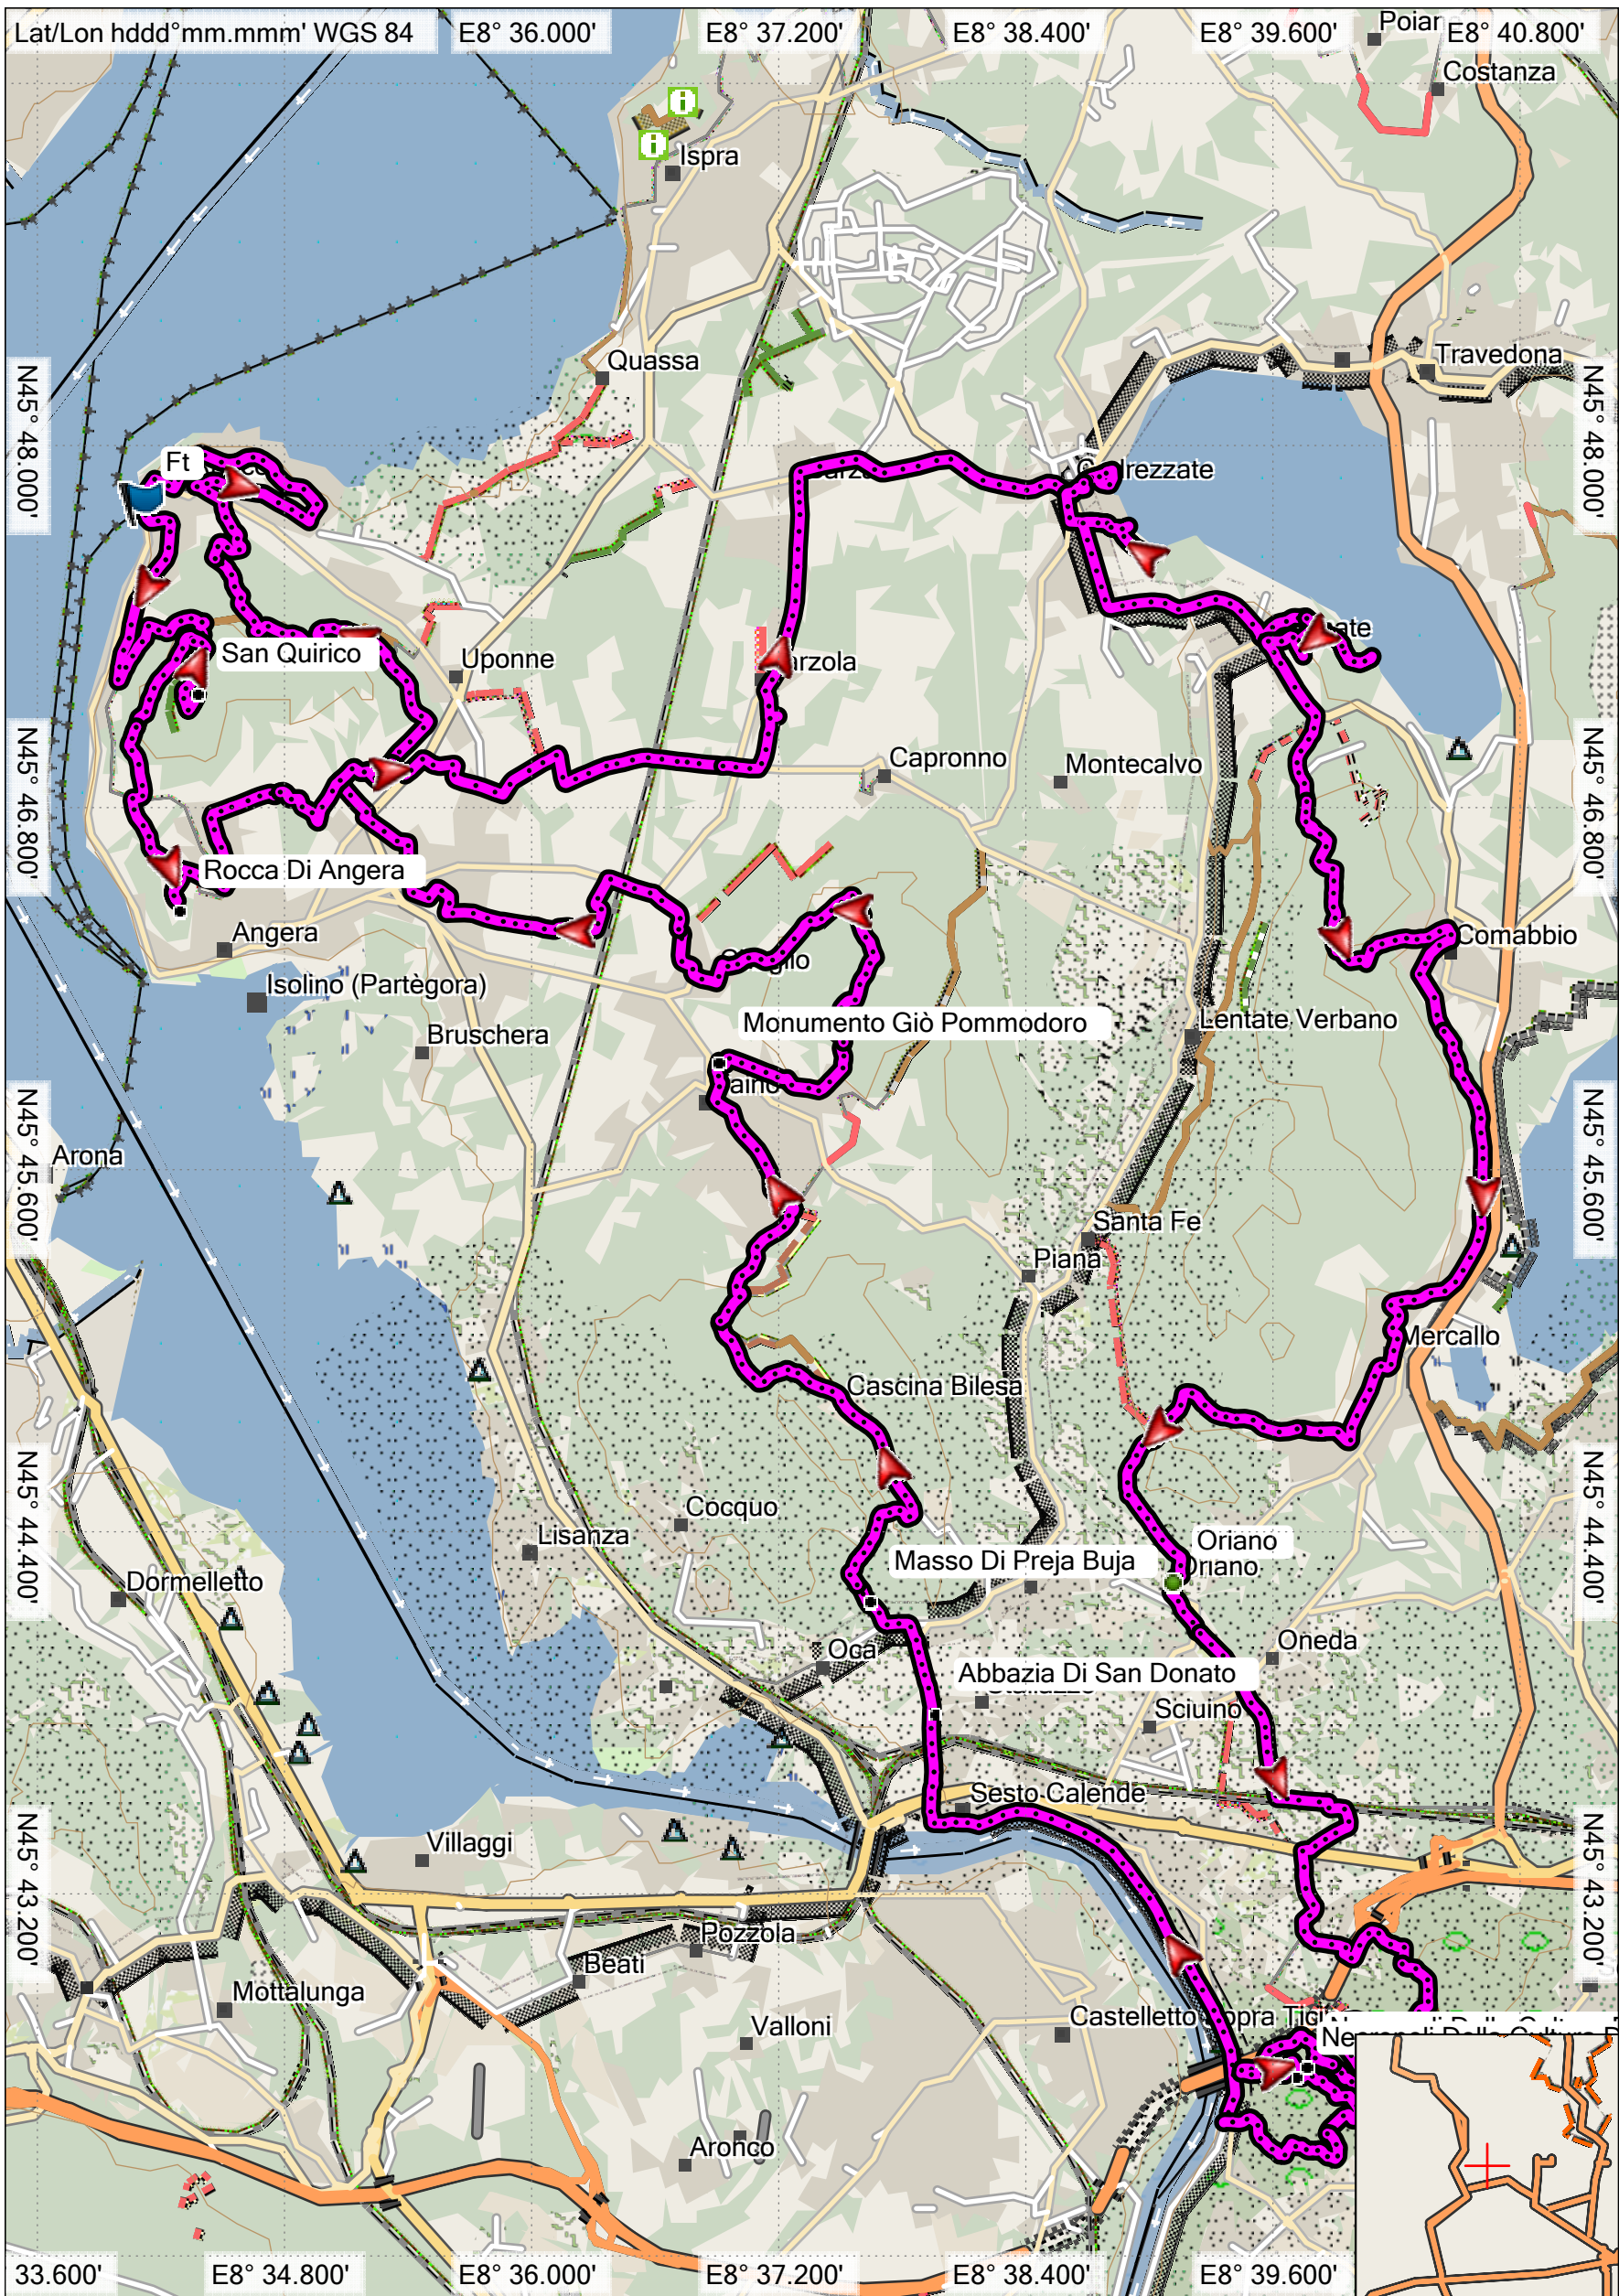 Lat/Lon hddd°mm.mmm' WGS 84
E8° 36.000'
E8° 37.200'
E8° 38.400'
E8° 39.600'
E8° 40.800'
Costanza
Ispra
Quassa
Travedona
N45° 48.000'
N45° 48.000'
Ft
San Quirico
Uponne
Capronno
Montecalvo
N45° 46.800'
N45° 46.800'
Rocca Di Angera
Angera
Comabbio
Isolino (Partègora)
Monumento Giò Pommodoro
Lentate Verbano
Bruschera
N45° 45.600'
N45° 45.600'
Arona
Santa Fe
Piana
Mercallo
Cascina Bilesa
N45° 44.400'
N45° 44.400'
Cocquo
Lisanza
Oriano
Oriano
Masso Di Preja Buja
Dormelletto
Oca
Oneda
Abbazia Di San Donato
Sciuino
Sesto Calende
Villaggi
N45° 43.200'
N45° 43.200'
Pozzola
Beati
Mottalunga
Valloni
Castelletto
Aronco
33.600'
E8° 34.800'
E8° 36.000'
E8° 37.200'
E8° 38.400'
E8° 39.600'